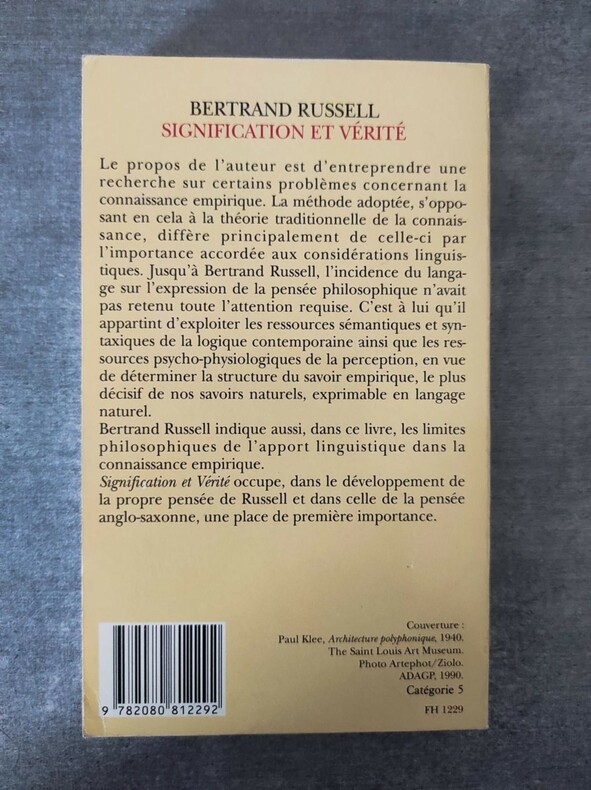 BERTRAND RUSSELL
SIGNIFICATION ET VÉRITÉ
Le propos de l'auteur est d'entreprendre une
recherche sur certains problèmes concernant la
connaissance empirique. La méthode adoptée, s'oppo-
sant en cela à la théorie traditionnelle de la connais-
sance, diffère principalement de celle-ci par
l'importance accordée aux considérations linguis-
tiques. Jusqu'à Bertrand Russell, l'incidence du langa-
ge sur l'expression de la pensée philosophique n'avait
pas retenu toute l'attention requise. C'est à lui qu'il
appartint d'exploiter les ressources sémantiques et syn-
taxiques de la logique contemporaine ainsi que les res-
sources psycho-physiologiques de la perception, en vue
de déterminer la structure du savoir empirique, le plus
décisif de nos savoirs naturels, exprimable en langage
naturel.
Bertrand Russell indique aussi, dans ce livre, les limites
philosophiques de l'apport linguistique dans la
connaissance empirique.
Signification et Vérité occupe, dans le développement de
la propre pensée de Russell et dans celle de la pensée
anglo-saxonne, une place de première importance.
Couverture :
Paul Klee, Architecture polyphonique, 1940.
The Saint Louis Art Museum.
Photo Artephot/Ziolo.
ADAGP, 1990.
Catégorie 5
FH 1229
9 782080 812292